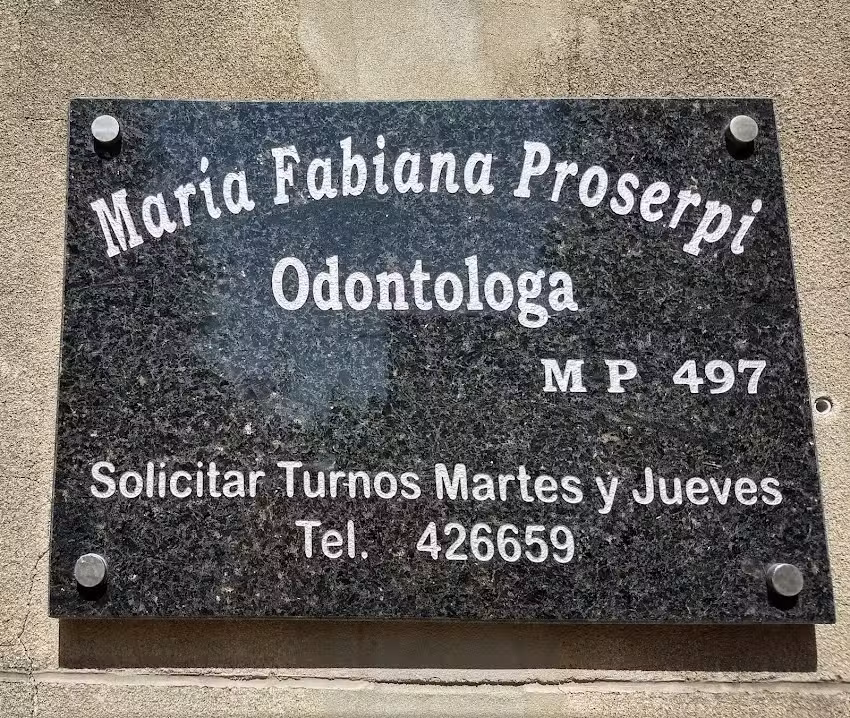 María Fabiana Proserpi
Odontologa
M P 497
Solicitar Turnos Martes y Jueves
Tel. 426659